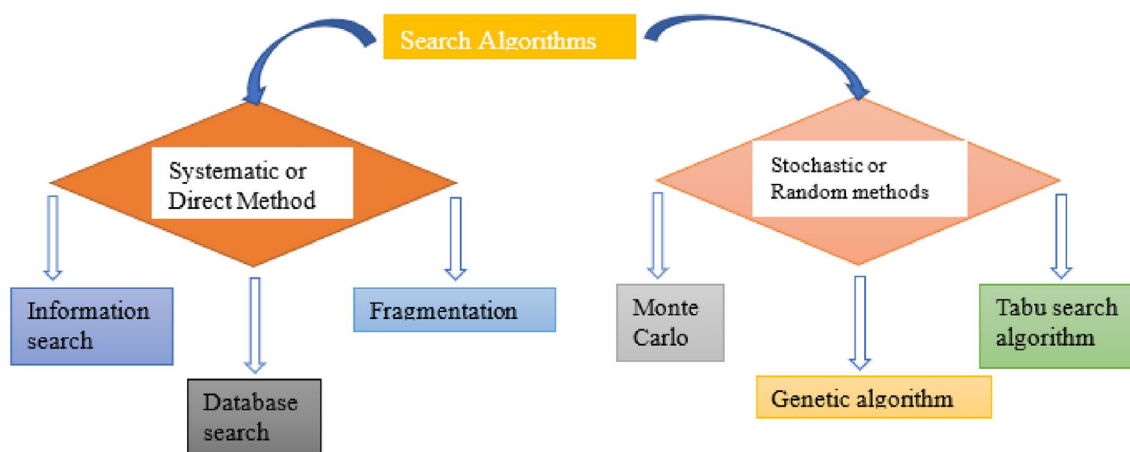 Search Algorithms
Systematic or
Direct Method
Stochastic or
Random methods
Information
search
Database
search
Fragmentation
Monte
Carlo
Genetic algorithm
Tabu search
algorithm